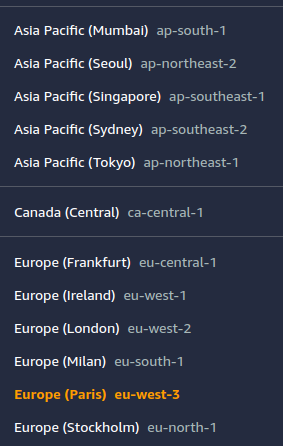 Asia Pacific (Mumbai) ap-south-1
Asia Pacific (Seoul) ap-northeast-2
Asia Pacific (Singapore) ap-southeast-1
Asia Pacific (Sydney) ap-southeast-2
Asia Pacific (Tokyo) ap-northeast-1
Canada (Central) ca-central-1
Europe (Frankfurt) eu-central-1
Europe (Ireland) eu-west-1
Europe (London) eu-west-2
Europe (Milan) eu-south-1
Europe (Paris) eu-west-3
Europe (Stockholm) eu-north-1